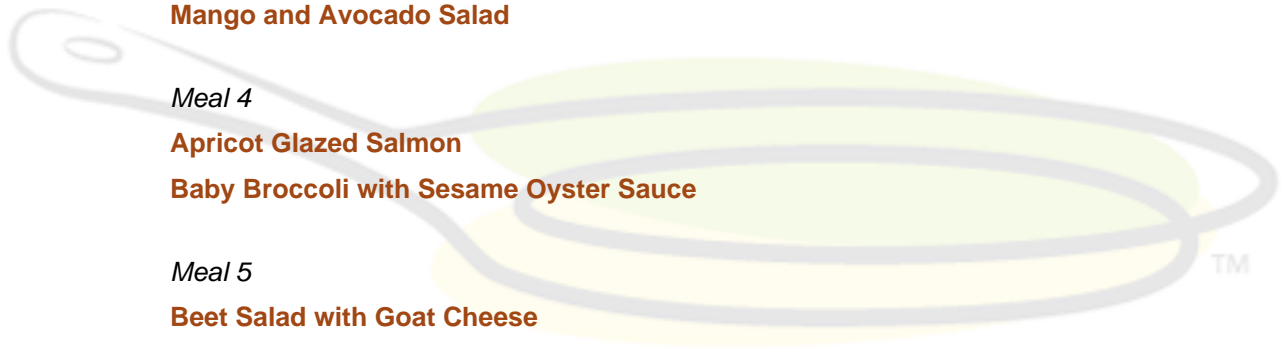 Mango and Avocado Salad
Meal 4
Apricot Glazed Salmon
Baby Broccoli with Sesame Oyster Sauce
TM
Meal 5
Beet Salad with Goat Cheese